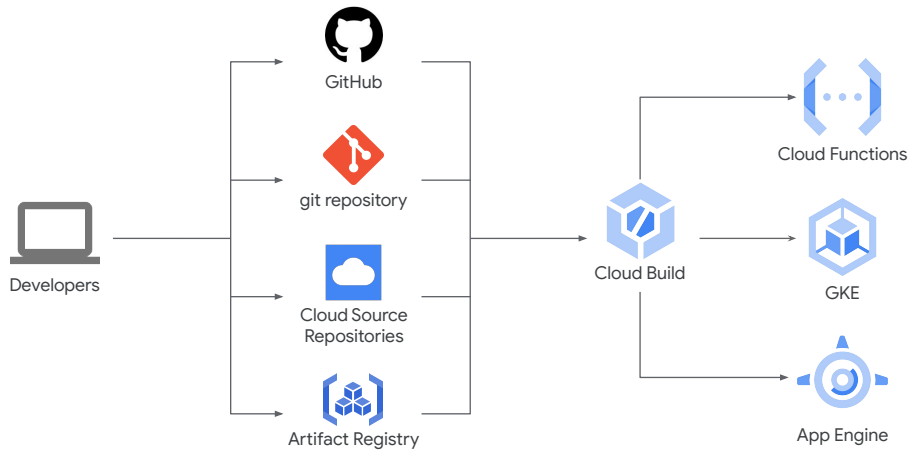 GitHub
git repository
Cloud Source
Repositories
Artifact Registry
Developers
Cloud Build
Cloud Functions
GKE
App Engine